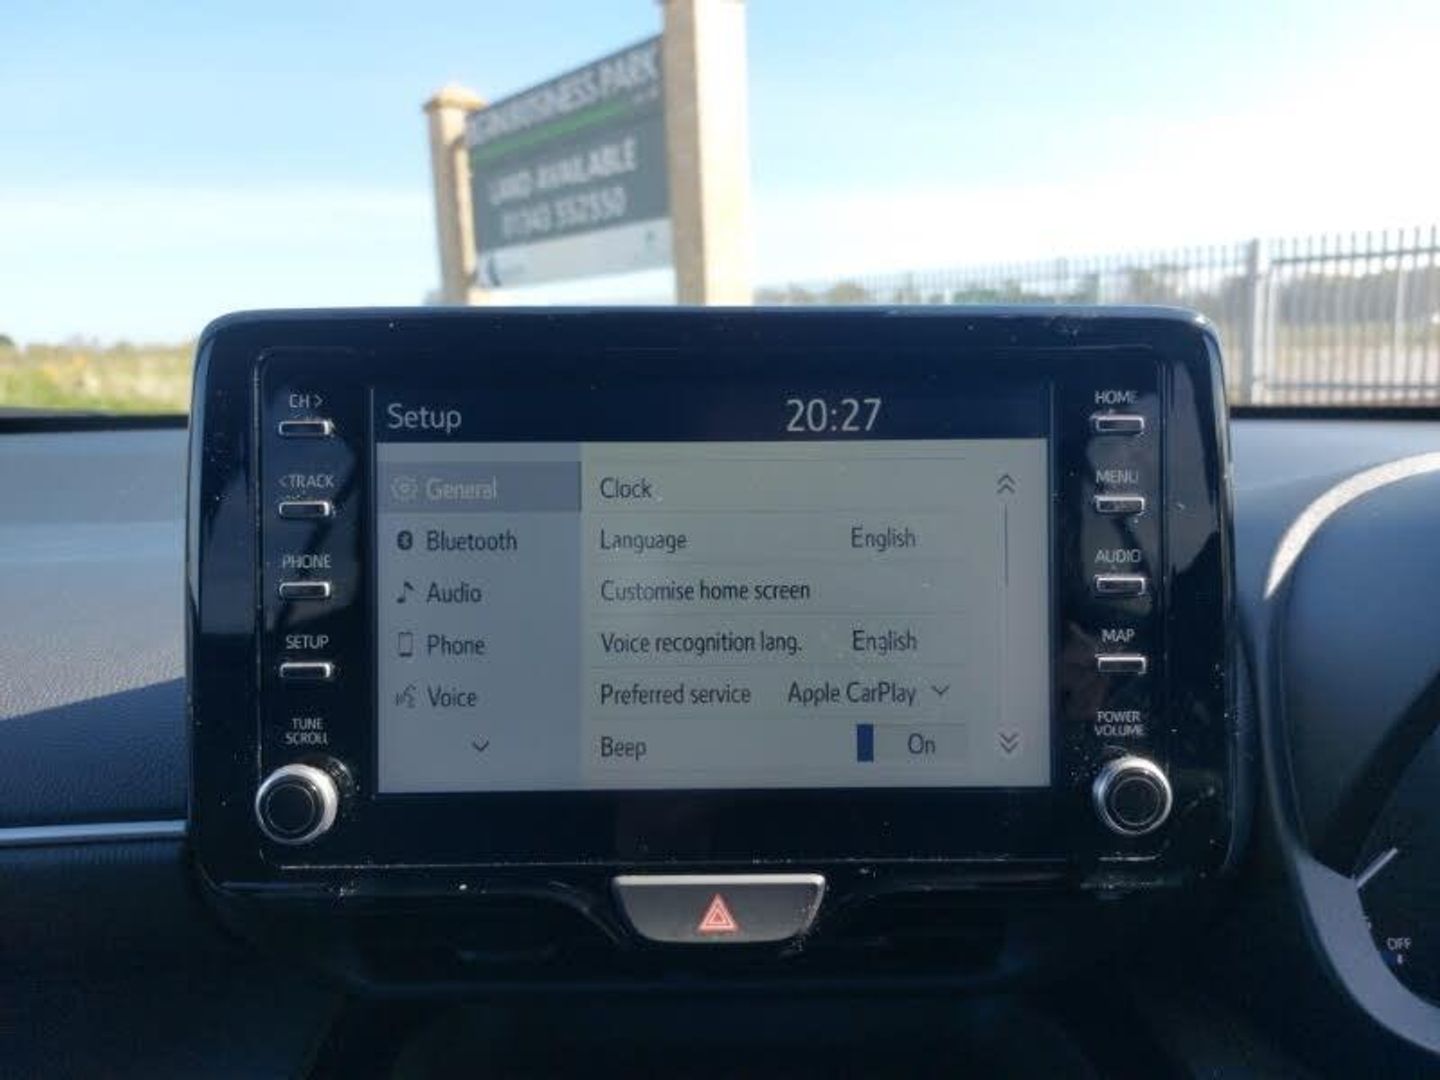 BUSINESS PARK
LAND AVAILABLE
01343 552550
CH >
<TRACK
PHONE
SETUP
TUNE
SCROLL
Setup
20:27
General
Bluetooth
Audio
Phone
Voice
Clock
Language English
Customise home screen
Voice recognition lang. English
Preferred service Apple CarPlay
Beep On
HOME
MENU
AUDIO
MAP
POWER
VOLUME
OFF